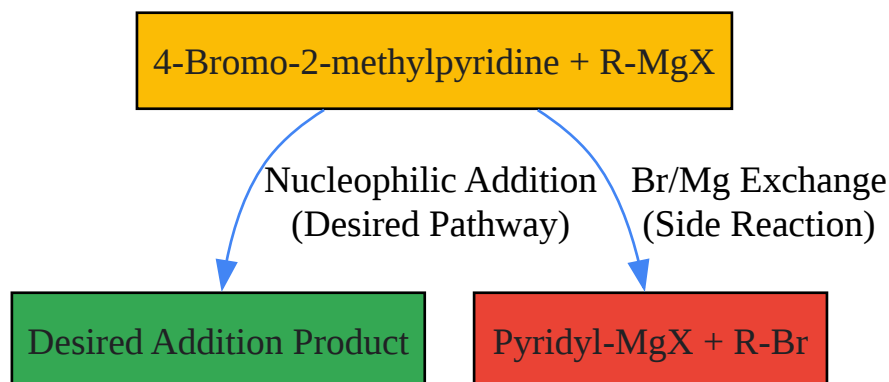 4-Bromo-2-methylpyridine + R-MgX
Nucleophilic Addition
(Desired Pathway)
Br/Mg Exchange
(Side Reaction)
Desired Addition Product
Pyridyl-MgX + R-Br